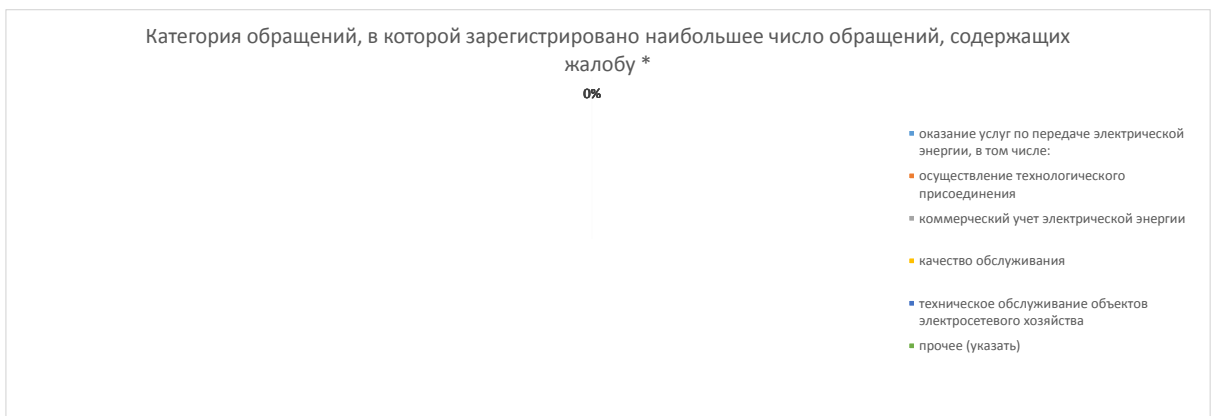 Категория обращений, в которой зарегистрировано наибольшее число обращений, содержащих
жалобу *
0%
оказание услуг по передаче электрической
энергии, в том числе:
осуществление технологического
присоединения
коммерческий учет электрической энергии
качество обслуживания
техническое обслуживание объектов
электросетевого хозяйства
прочее (указать)